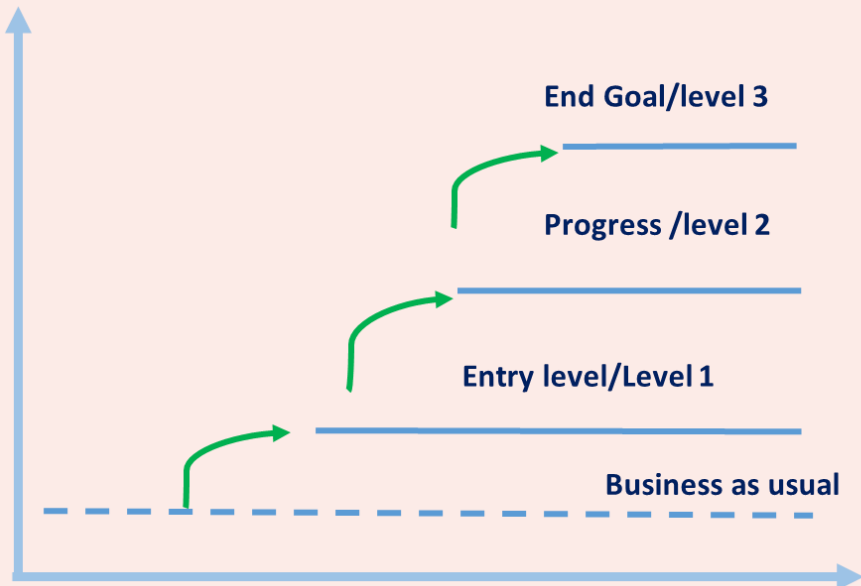 End Goal/level 3
Progress /level 2
Entry level/Level 1
Business as usual